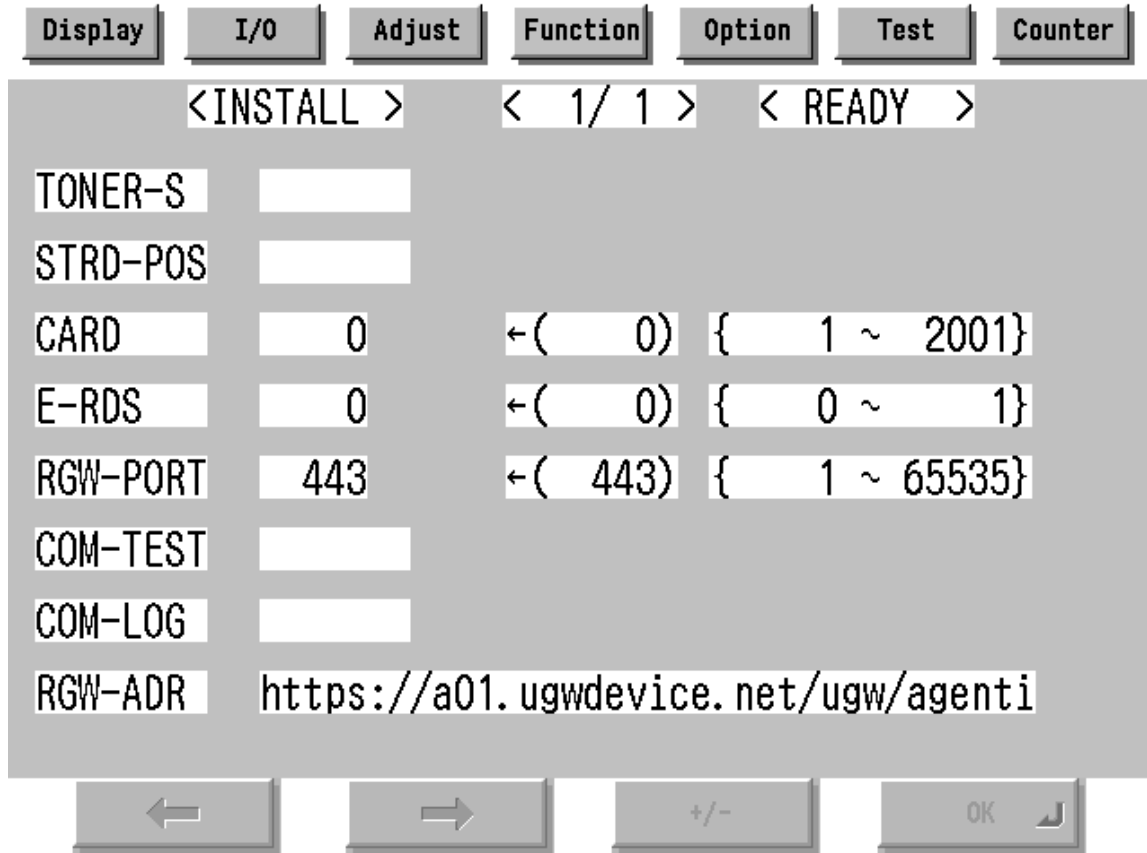 Display I/O Adjust Function Option Test Counter
<INSTALL > < 1/ 1 > < READY >
TONER-S
STRD-POS
CARD 0 ←( 0) { 1 ~ 2001}
E-RDS 0 ←( 0) { 0 ~ 1}
RGW-PORT 443 ←( 443) { 1 ~ 65535}
COM-TEST
COM-LOG
RGW-ADR https://a01.ugwdevice.net/ugw/agenti
+/- OK